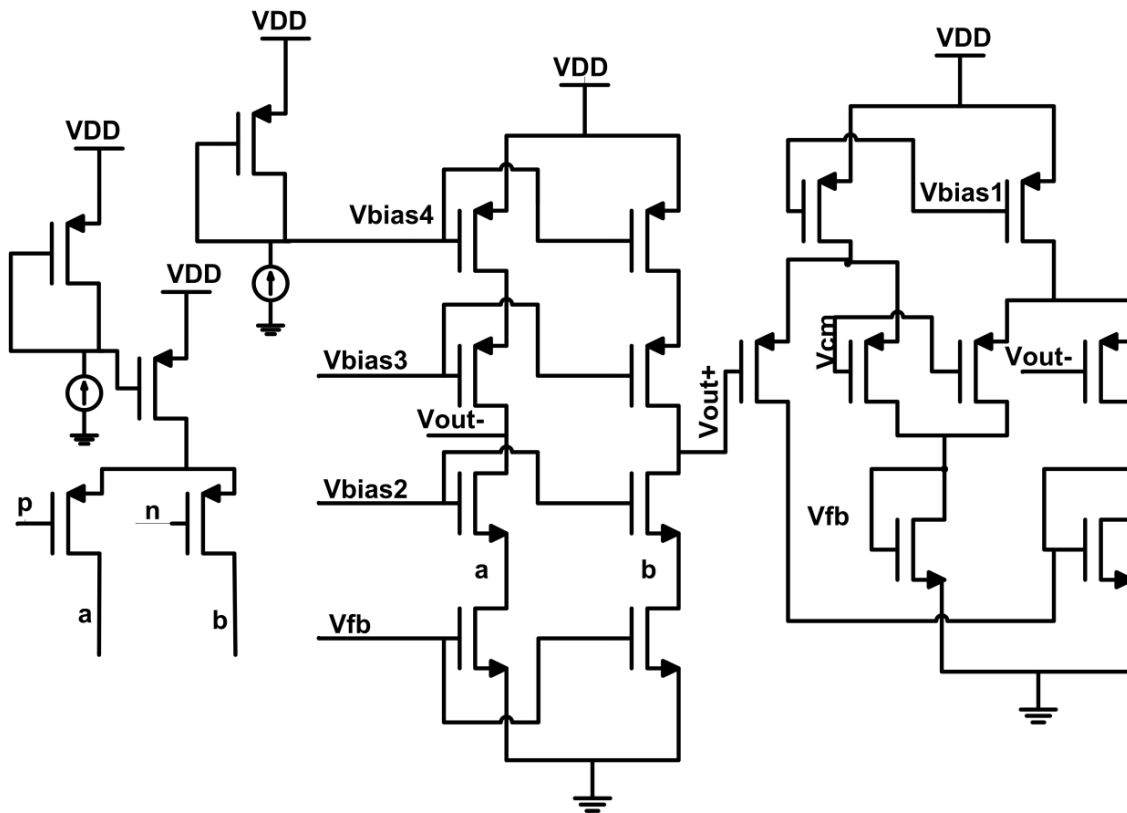 VDD
VDD
VDD
VDD
VDD
Vbias4
Vbias1
Vbias3
Vcm
Vout-
Vout+
Vout-
Vbias2
p
n
Vfb
a
b
a
b
Vfb